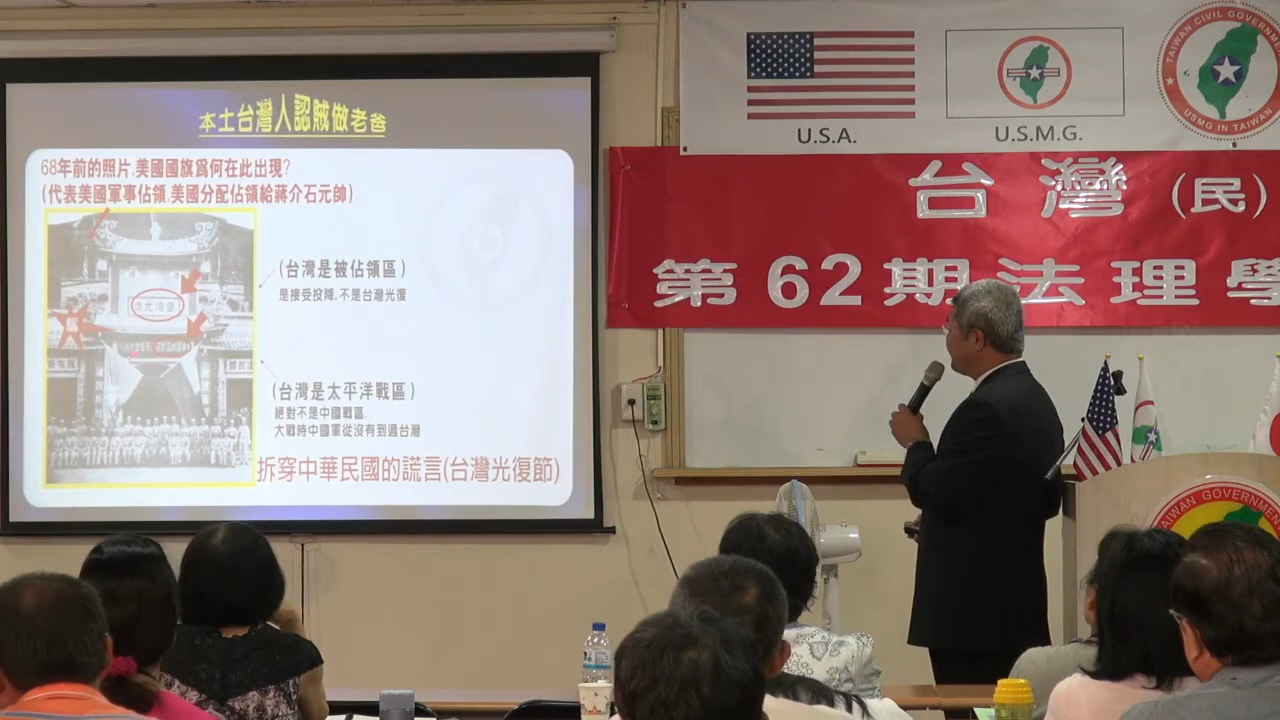 本土台灣人認賊做老爸
68年前的照片.美國國旗爲何在此出現?
(代表美國軍事佔領.美國分配佔領給蔣介石元帥)
(台灣是被佔領區)
是接受投降.不是台灣光復
(台灣是太平洋戰區)
絕對不是中國戰區.
大戰時中國軍從沒有到過台灣
拆穿中華民國的謊言(台灣光復節)
U.S.A.
U.S.M.G.
TAIWAN CIVIL GOVERNMENT
USMG IN TAIWAN
台灣(民)
第62期法理學
TAIWAN GOVERNMENT